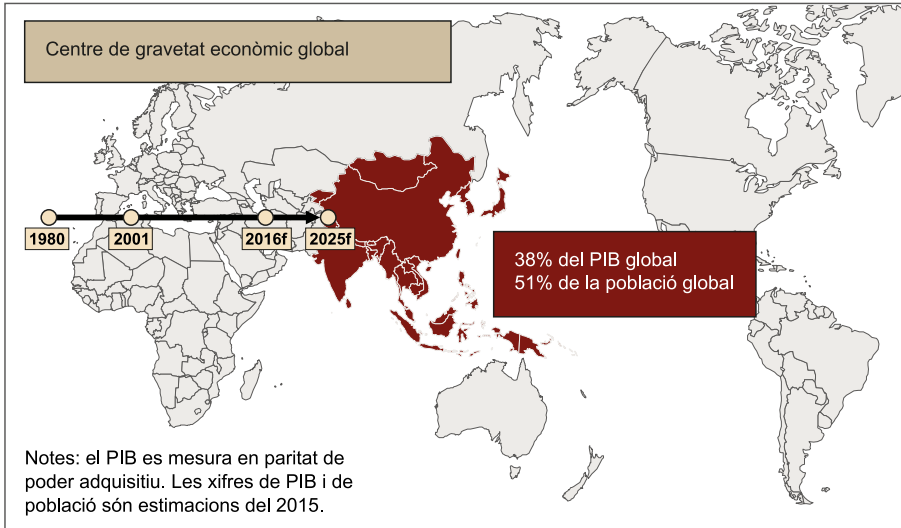 Centre de gravetat econòmic global
1980
2001
2016f
2025f
38% del PIB global
51% de la població global
Notes: el PIB es mesura en paritat de
poder adquisitiu. Les xifres de PIB i de
població són estimacions del 2015.